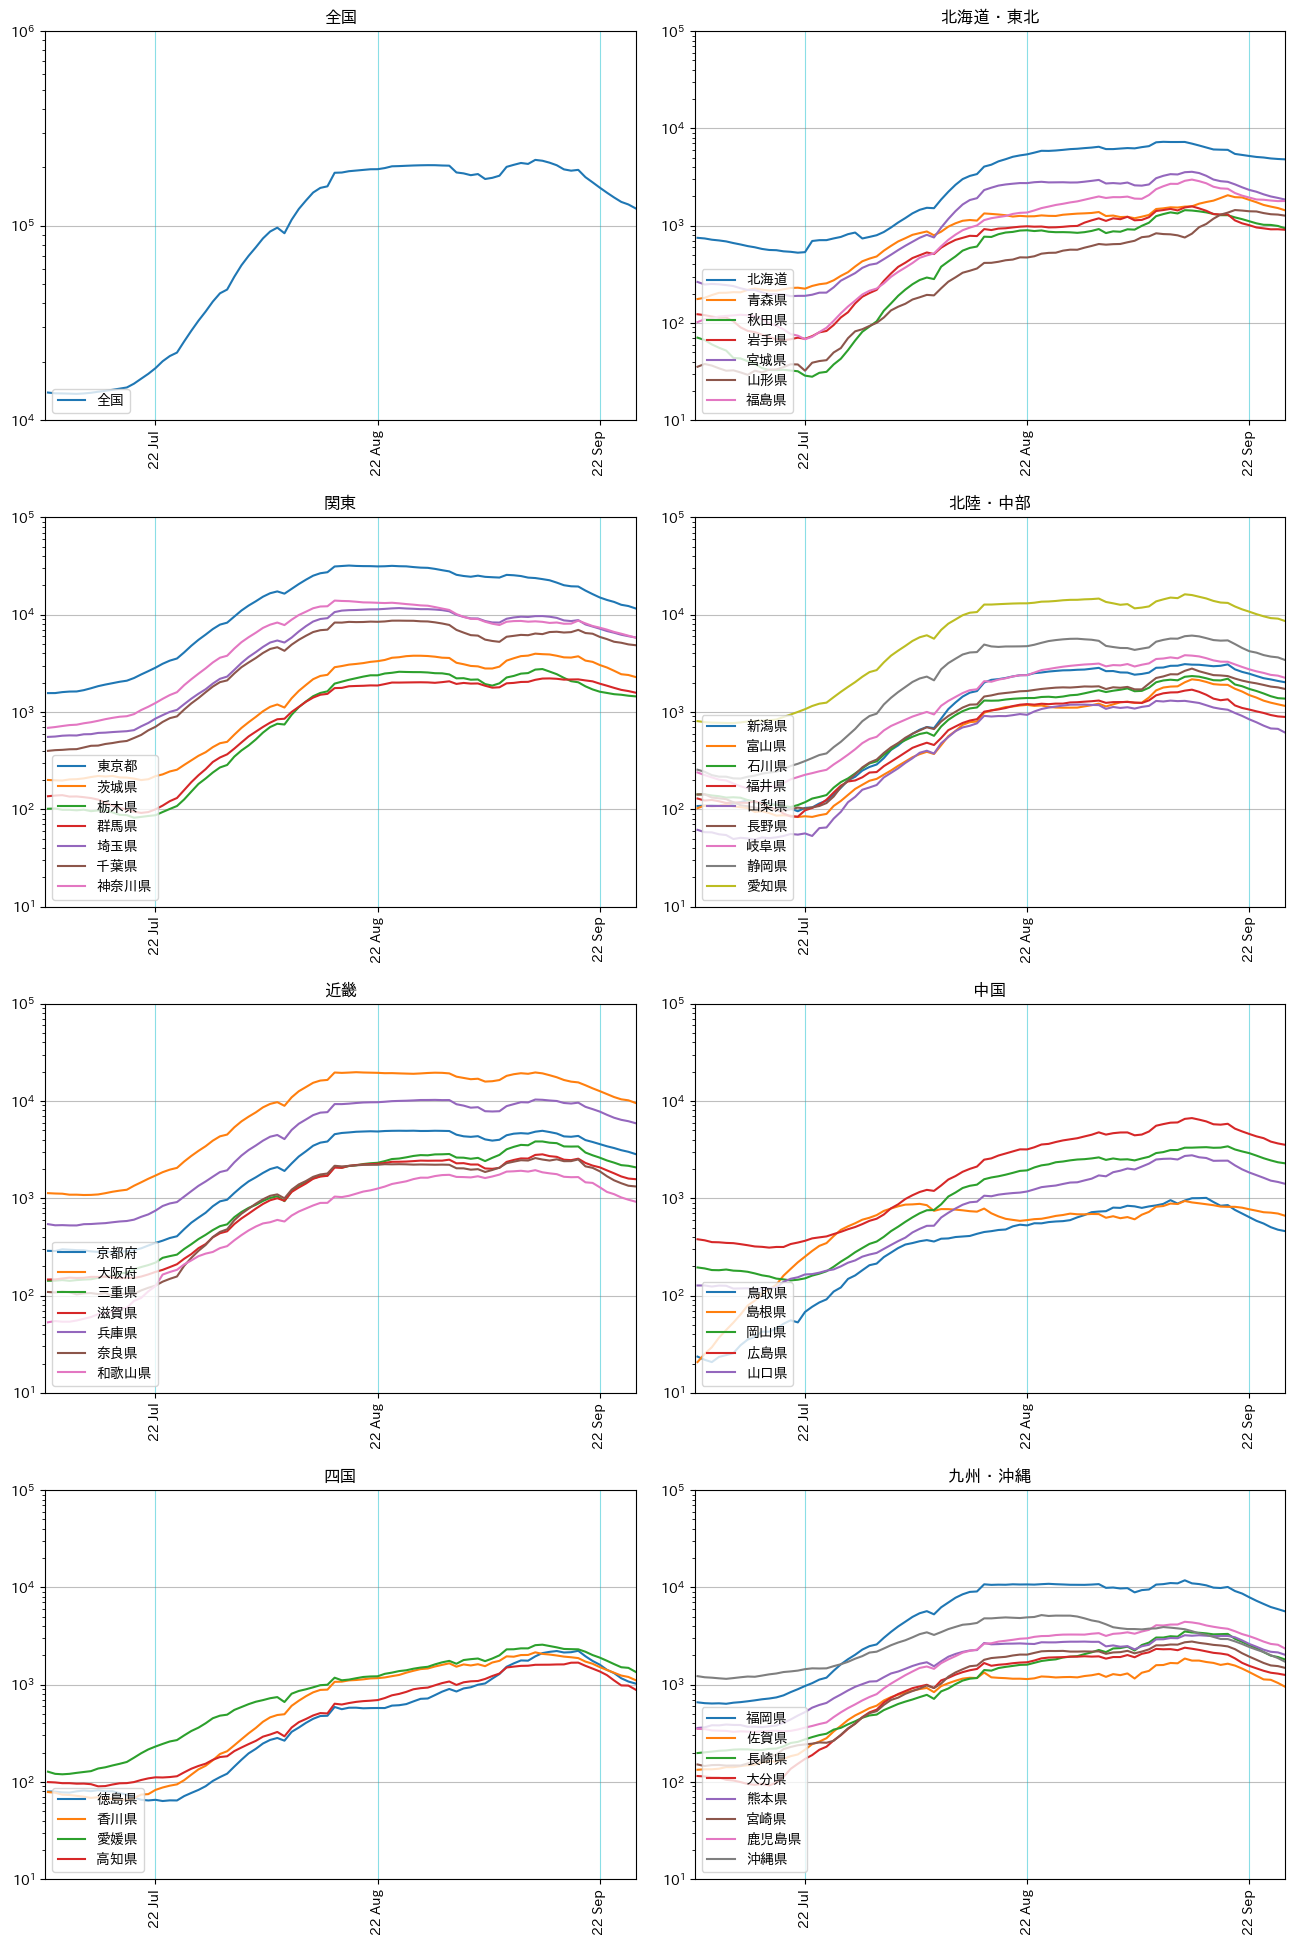 全国
10^6
10^5
10^4
22 Jul
22 Aug
22 Sep
全国
北海道・東北
10^5
10^4
10^3
10^2
10^1
22 Jul
22 Aug
22 Sep
北海道
青森県
秋田県
岩手県
宮城県
山形県
福島県
関東
10^5
10^4
10^3
10^2
10^1
22 Jul
22 Aug
22 Sep
東京都
茨城県
栃木県
群馬県
埼玉県
千葉県
神奈川県
北陸・中部
10^5
10^4
10^3
10^2
10^1
22 Jul
22 Aug
22 Sep
新潟県
富山県
石川県
福井県
山梨県
長野県
岐阜県
静岡県
愛知県
近畿
10^5
10^4
10^3
10^2
10^1
22 Jul
22 Aug
22 Sep
京都府
大阪府
三重県
滋賀県
兵庫県
奈良県
和歌山県
中国
10^5
10^4
10^3
10^2
10^1
22 Jul
22 Aug
22 Sep
鳥取県
島根県
岡山県
広島県
山口県
四国
10^5
10^4
10^3
10^2
10^1
22 Jul
22 Aug
22 Sep
徳島県
香川県
愛媛県
高知県
九州・沖縄
10^5
10^4
10^3
10^2
10^1
22 Jul
22 Aug
22 Sep
福岡県
佐賀県
長崎県
大分県
熊本県
宮崎県
鹿児島県
沖縄県